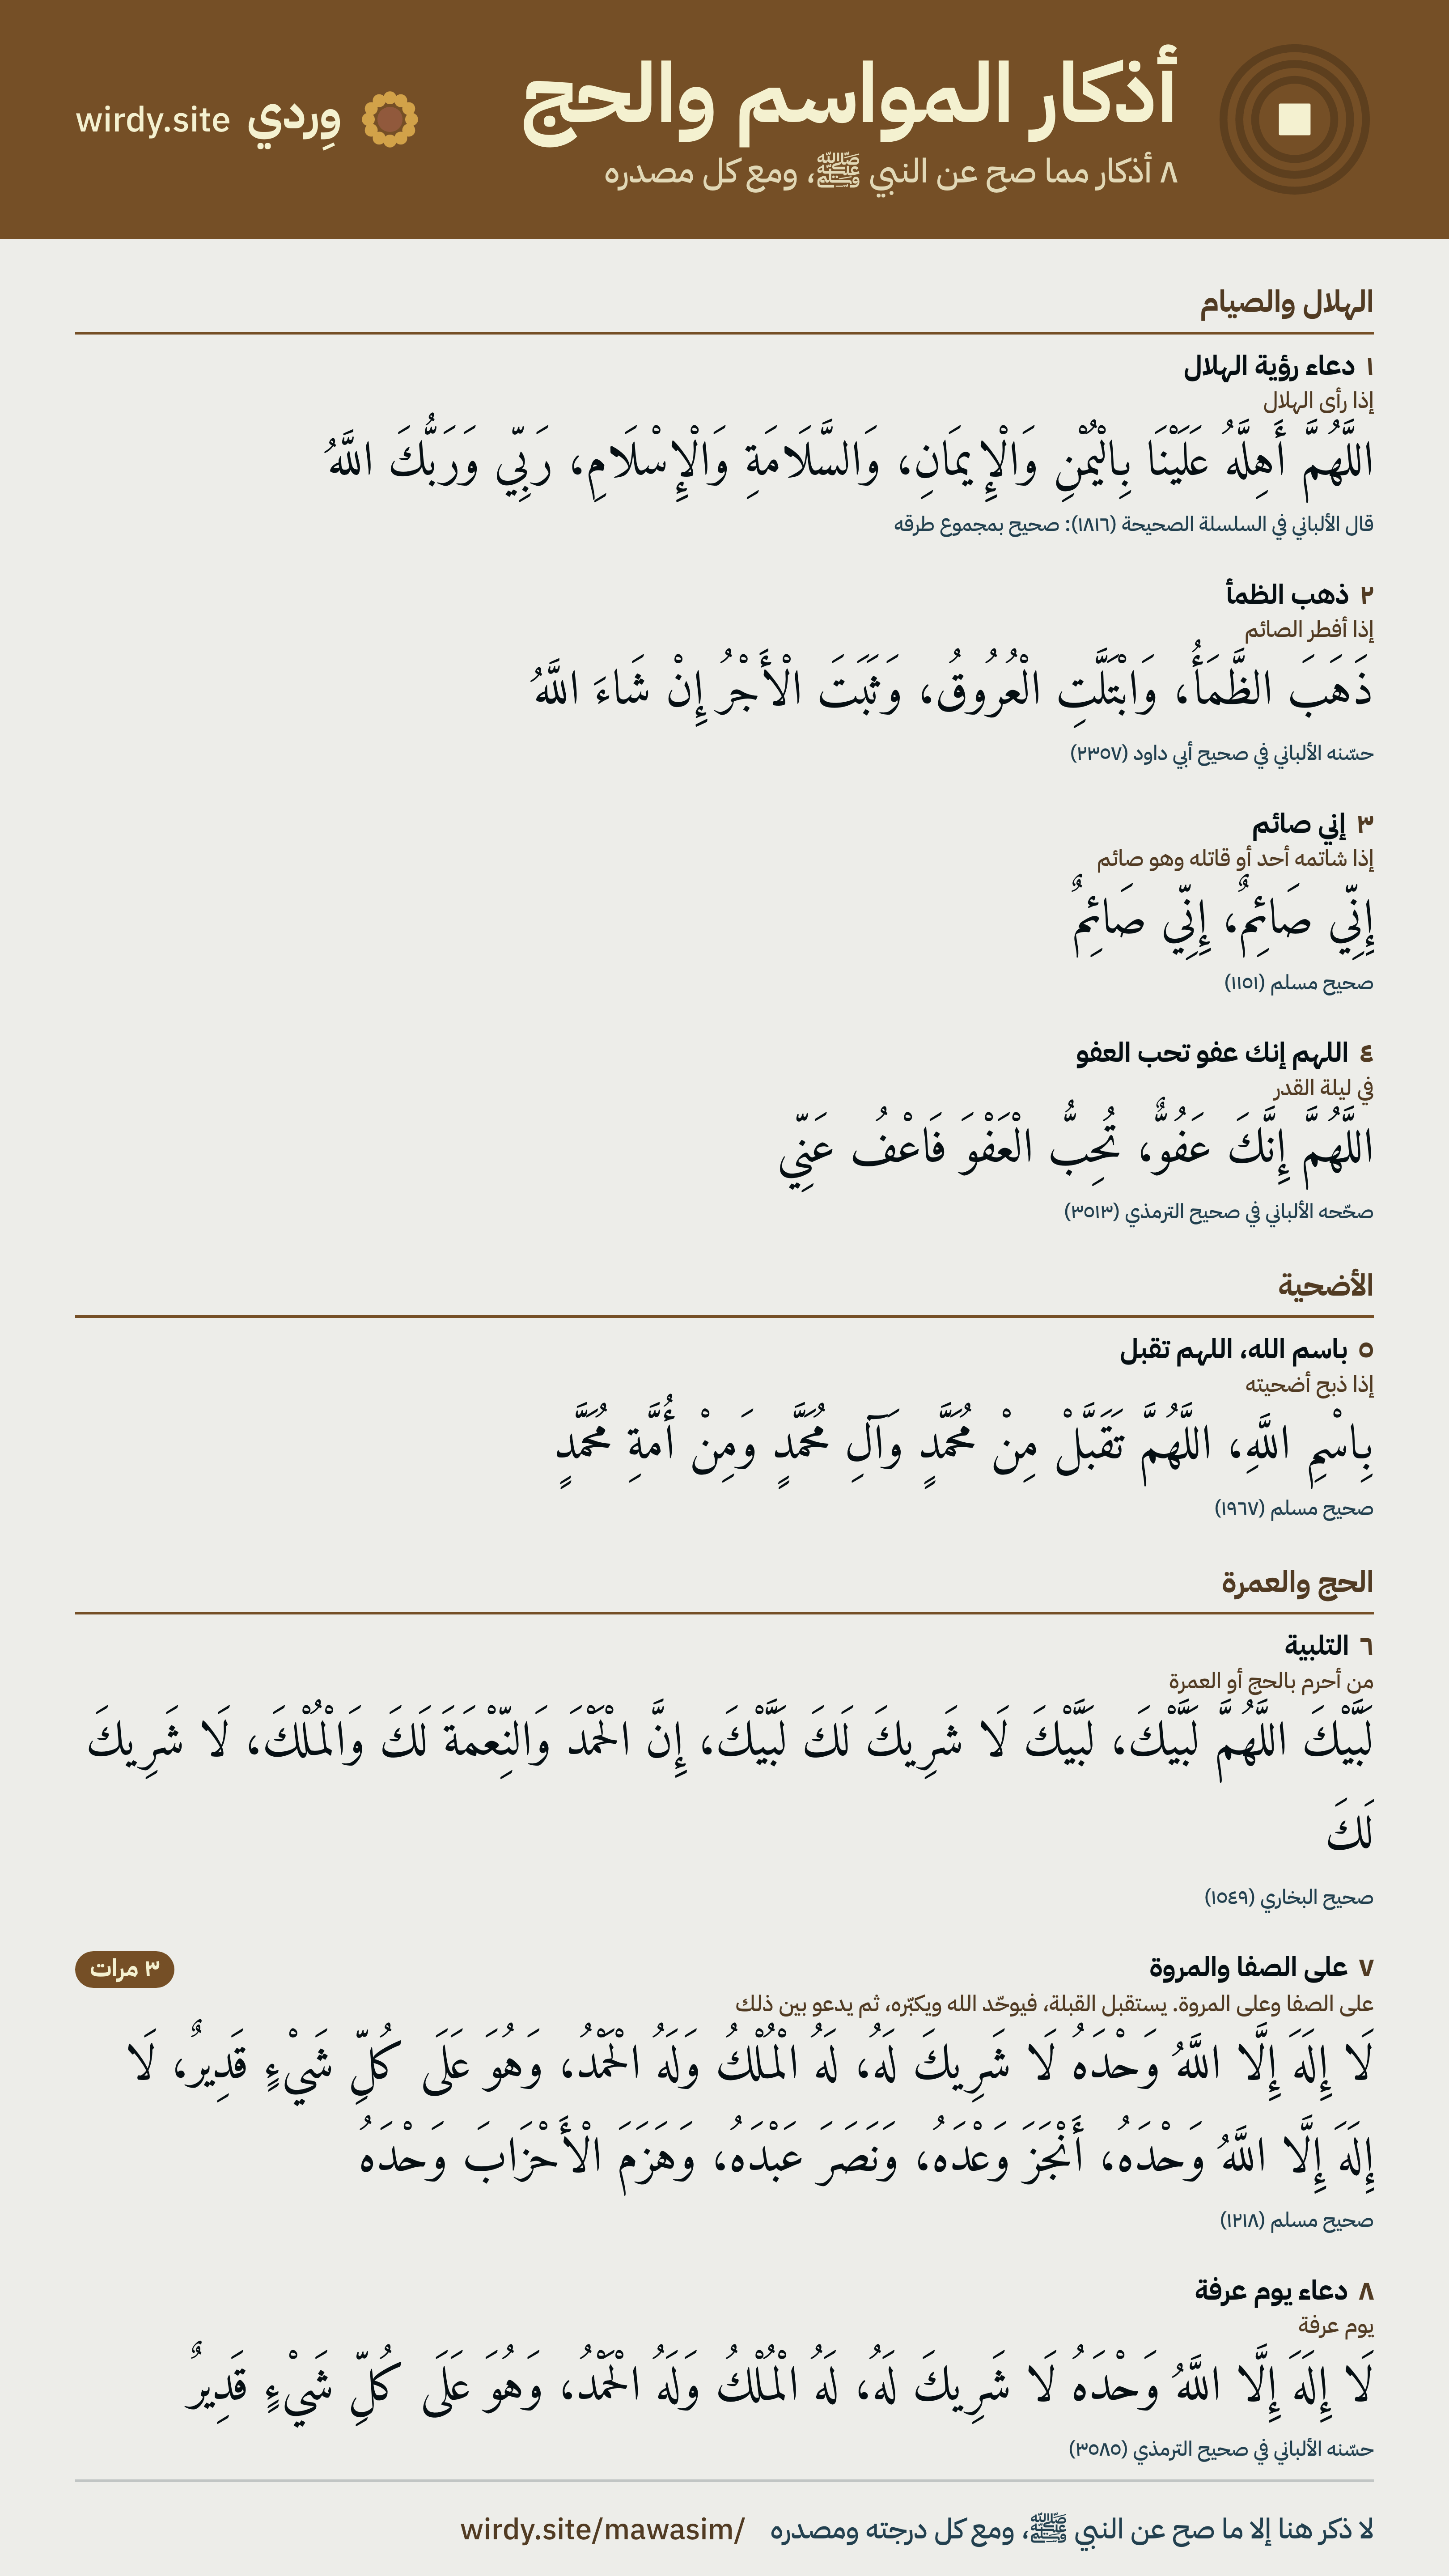 أذكار المواسم والحج
٨ أذكار مما صح عن النبي ﷺ، ومع كل مصدره
وِردي wirdy.site
الهلال والصيام
١ دعاء رؤية الهلال
إذا رأى الهلال
اللَّهُمَّ أَهِلَّهُ عَلَيْنَا بِالْيُمْنِ وَالْإِيمَانِ، وَالسَّلَامَةِ وَالْإِسْلَامِ، رَبِّي وَرَبُّكَ اللَّهُ
قال الألباني في السلسلة الصحيحة (١٨١٦): صحيح بمجموع طرقه
٢ ذهب الظمأ
إذا أفطر الصائم
ذَهَبَ الظَّمَأُ، وَابْتَلَّتِ الْعُرُوقُ، وَثَبَتَ الْأَجْرُ إِنْ شَاءَ اللَّهُ
حسّنه الألباني في صحيح أبي داود (٢٣٥٧)
٣ إني صائم
إذا شاتمه أحد أو قاتله وهو صائم
إِنِّي صَائِمٌ، إِنِّي صَائِمٌ
صحيح مسلم (١١٥١)
٤ اللهم إنك عفو تحب العفو
في ليلة القدر
اللَّهُمَّ إِنَّكَ عَفُوٌّ، تُحِبُّ الْعَفْوَ فَاعْفُ عَنِّي
صحّحه الألباني في صحيح الترمذي (٣٥١٣)
الأضحية
٥ باسم الله، اللهم تقبل
إذا ذبح أضحيته
بِاسْمِ اللَّهِ، اللَّهُمَّ تَقَبَّلْ مِنْ مُحَمَّدٍ وَآلِ مُحَمَّدٍ وَمِنْ أُمَّةِ مُحَمَّدٍ
صحيح مسلم (١٩٦٧)
الحج والعمرة
٦ التلبية
من أحرم بالحج أو العمرة
لَبَّيْكَ اللَّهُمَّ لَبَّيْكَ، لَبَّيْكَ لَا شَرِيكَ لَكَ لَبَّيْكَ، إِنَّ الْحَمْدَ وَالنِّعْمَةَ لَكَ وَالْمُلْكَ، لَا شَرِيكَ
لَكَ
صحيح البخاري (١٥٤٩)
٧ على الصفا والمروة
٣ مرات
على الصفا وعلى المروة. يستقبل القبلة، فيوحّد الله ويكبّره، ثم يدعو بين ذلك
لَا إِلَهَ إِلَّا اللَّهُ وَحْدَهُ لَا شَرِيكَ لَهُ، لَهُ الْمُلْكُ وَلَهُ الْحَمْدُ، وَهُوَ عَلَى كُلِّ شَيْءٍ قَدِيرٌ، لَا
إِلَهَ إِلَّا اللَّهُ وَحْدَهُ، أَنْجَزَ وَعْدَهُ، وَنَصَرَ عَبْدَهُ، وَهَزَمَ الْأَحْزَابَ وَحْدَهُ
صحيح مسلم (١٢١٨)
٨ دعاء يوم عرفة
يوم عرفة
لَا إِلَهَ إِلَّا اللَّهُ وَحْدَهُ لَا شَرِيكَ لَهُ، لَهُ الْمُلْكُ وَلَهُ الْحَمْدُ، وَهُوَ عَلَى كُلِّ شَيْءٍ قَدِيرٌ
حسّنه الألباني في صحيح الترمذي (٣٥٨٥)
لا ذكر هنا إلا ما صح عن النبي ﷺ، ومع كل درجته ومصدره wirdy.site/mawasim/